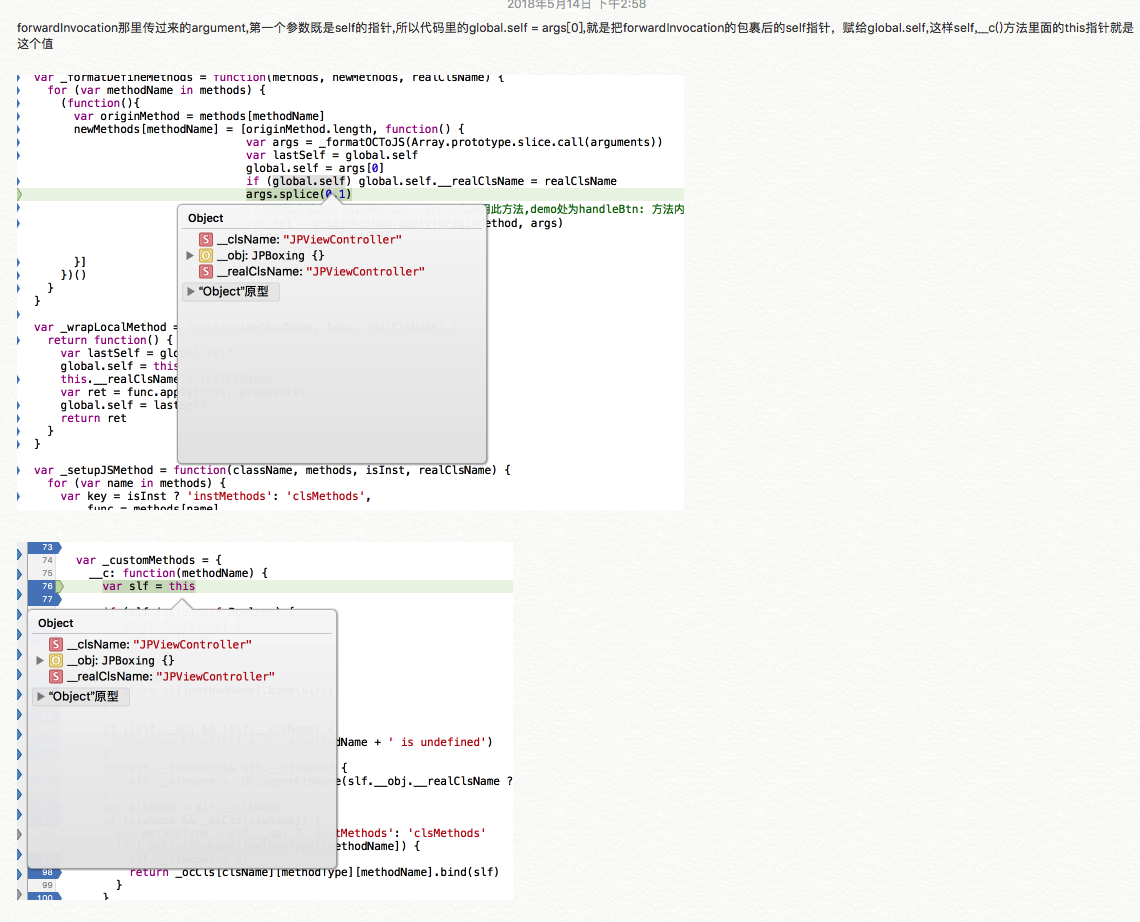 2018年5月14日 下午2:58
forwardInvocation那里传过来的argument,第一个参数既是self的指针,所以代码里的global.self = args[0],就是把forwardInvocation的包裹后的self指针，赋给global.self,这样self,__c()方法里面的this指针就是
这个值
var _formatDefineMethods = function(methods, newMethods, realClsName) {
for (var methodName in methods) {
(function(){
var originMethod = methods[methodName]
newMethods[methodName] = [originMethod.length, function() {
var args = _formatOCToJS(Array.prototype.slice.call(arguments))
var lastSelf = global.self
global.self = args[0]
if (global.self) global.self.__realClsName = realClsName
args.splice(0,1)
用此方法,demo处为handleBtn: 方法内
Object
ethod, args)
__clsName: "JPViewController"
__obj: JPBoxing {}
__realClsName: "JPViewController"
"Object"原型
}]
})()
}
}
var _wrapLocalMethod =
return function() {
var lastSelf = glo
global.self = this
this.__realClsName
var ret = func.app
global.self = last
return ret
}
}
var _setupJSMethod = function(className, methods, isInst, realClsName) {
for (var name in methods) {
var key = isInst ? 'instMethods': 'clsMethods',
func = methods[name]
73
74 var _customMethods = {
75 __c: function(methodName) {
76 var slf = this
77
Object
__clsName: "JPViewController"
__obj: JPBoxing {}
__realClsName: "JPViewController"
"Object"原型
dName + ' is undefined')
{
e(slf.__obj.__realClsName ?
tMethods': 'clsMethods'
ethodName]) {
98 return _ocCls[clsName][methodType][methodName].bind(slf)
99 }
100 }